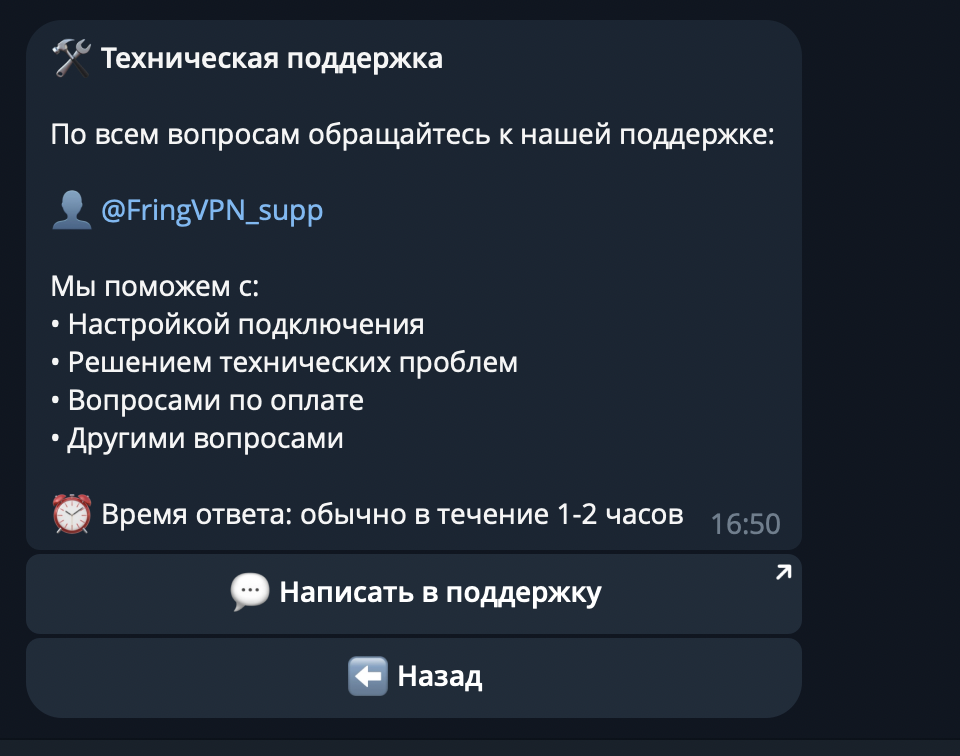 Техническая поддержка
По всем вопросам обращайтесь к нашей поддержке:
@FringVPN_supp
Мы поможем с:
• Настройкой подключения
• Решением технических проблем
• Вопросами по оплате
• Другими вопросами
Время ответа: обычно в течение 1-2 часов 16:50
Написать в поддержку
Назад